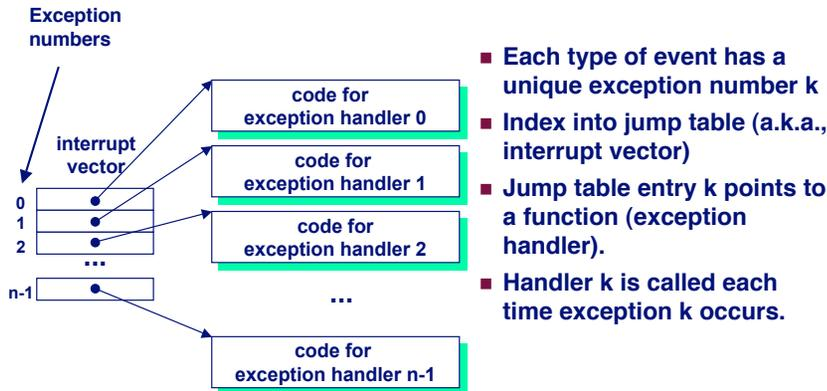 Exception
numbers
interrupt
vector
0
1
2
...
n-1
code for
exception handler 0
code for
exception handler 1
code for
exception handler 2
...
code for
exception handler n-1
■ Each type of event has a
unique exception number k
■ Index into jump table (a.k.a.,
interrupt vector)
■ Jump table entry k points to
a function (exception
handler).
■ Handler k is called each
time exception k occurs.